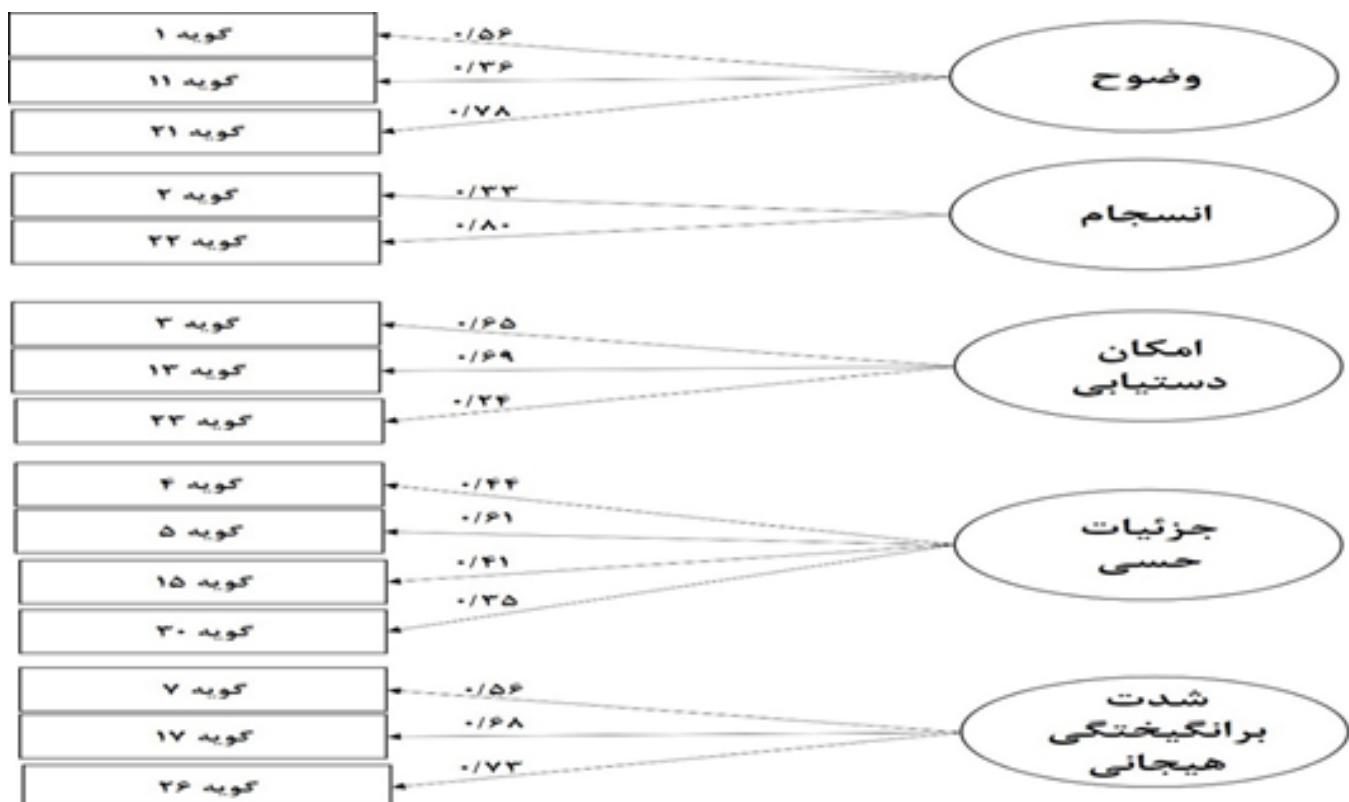 وضوح
۰/۵۶
گویه ۱
۰/۳۶
گویه ۱۱
۰/۷۸
گویه ۲۱
انسجام
۰/۳۳
گویه ۲
۰/۸۰
گویه ۲۲
امکان
دستیابی
۰/۶۵
گویه ۳
۰/۶۹
گویه ۱۳
۰/۲۴
گویه ۲۳
جزئیات
حسی
۰/۴۴
گویه ۴
۰/۶۱
گویه ۵
۰/۴۱
گویه ۱۵
۰/۳۵
گویه ۳۰
شدت
برانگیختگی
هیجانی
۰/۵۶
گویه ۷
۰/۶۸
گویه ۱۷
۰/۷۳
گویه ۲۶